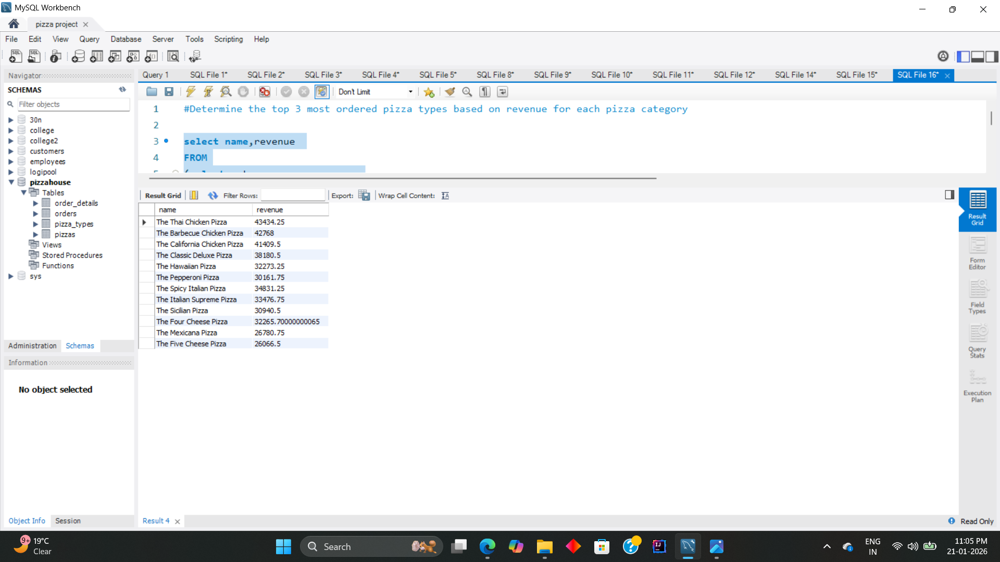 MySQL Workbench
pizza project
File Edit View Query Database Server Tools Scripting Help
Navigator
Query 1 SQL File 1* SQL File 2* SQL File 3* SQL File 4* SQL File 5* SQL File 8* SQL File 9* SQL File 10* SQL File 11* SQL File 12* SQL File 14* SQL File 15* SQL File 16*
SCHEMAS
Don't Limit
Filter objects
1 #Determine the top 3 most ordered pizza types based on revenue for each pizza category
2
3 select name,revenue
4 FROM
30n
college
college2
customers
employees
logipool
pizzahouse
Tables
order_details
orders
pizza_types
pizzas
Views
Stored Procedures
Functions
sys
Administration Schemas
Information
No object selected
Object Info Session
Result Grid Filter Rows: Export: Wrap Cell Content:
name revenue
The Thai Chicken Pizza 43434.25
The Barbecue Chicken Pizza 42768
The California Chicken Pizza 41409.5
The Classic Deluxe Pizza 38180.5
The Hawaiian Pizza 32273.25
The Pepperoni Pizza 30161.75
The Spicy Italian Pizza 34831.25
The Italian Supreme Pizza 33476.75
The Sicilian Pizza 30940.5
The Four Cheese Pizza 32265.70000000065
The Mexicana Pizza 26780.75
The Five Cheese Pizza 26066.5
Result
Grid
Form
Editor
Field
Types
Query
Stats
Execution
Plan
Result 4
Read Only
9+
19°C
Clear
Search
ENG
IN
11:05 PM
21-01-2026